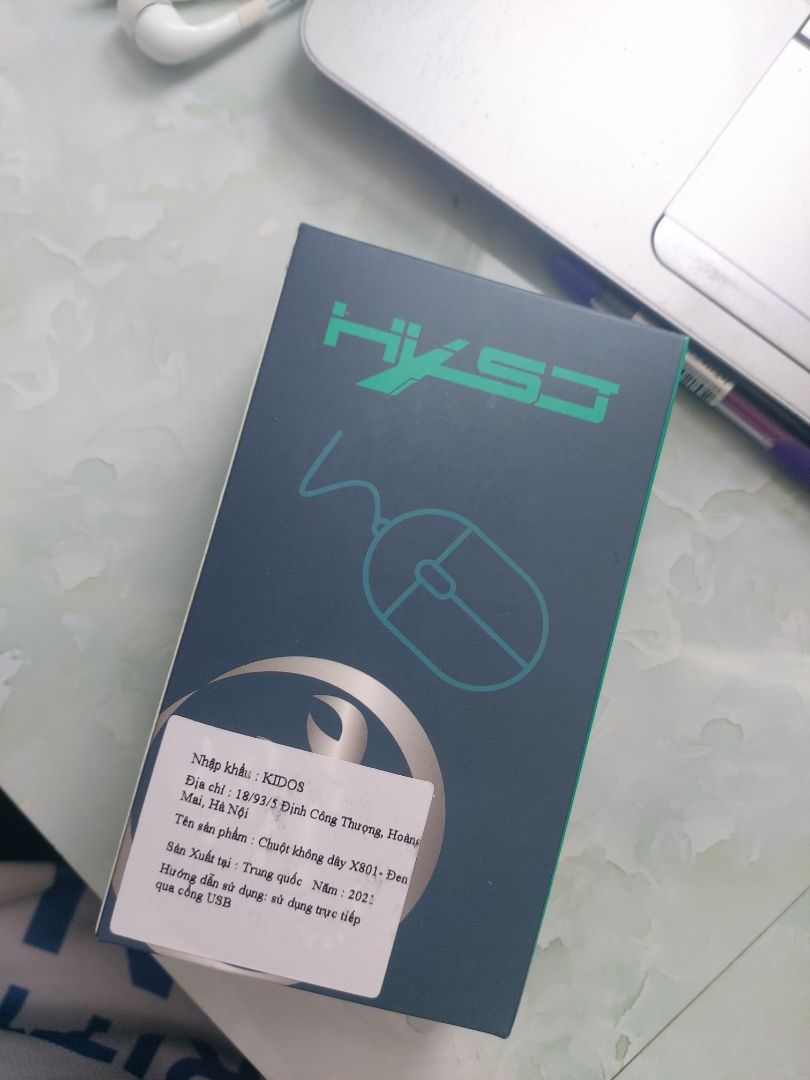 HXSJ
Nhập khẩu : KIDOS
Địa chỉ : 18/93/5 Định Công Thượng, Hoàng
Mai, Hà Nội
Tên sản phẩm : Chuột không dây X801- Đen
Sản Xuất tại : Trung quốc Năm : 2021
Hướng dẫn sử dụng: sử dụng trực tiếp
qua cổng USB